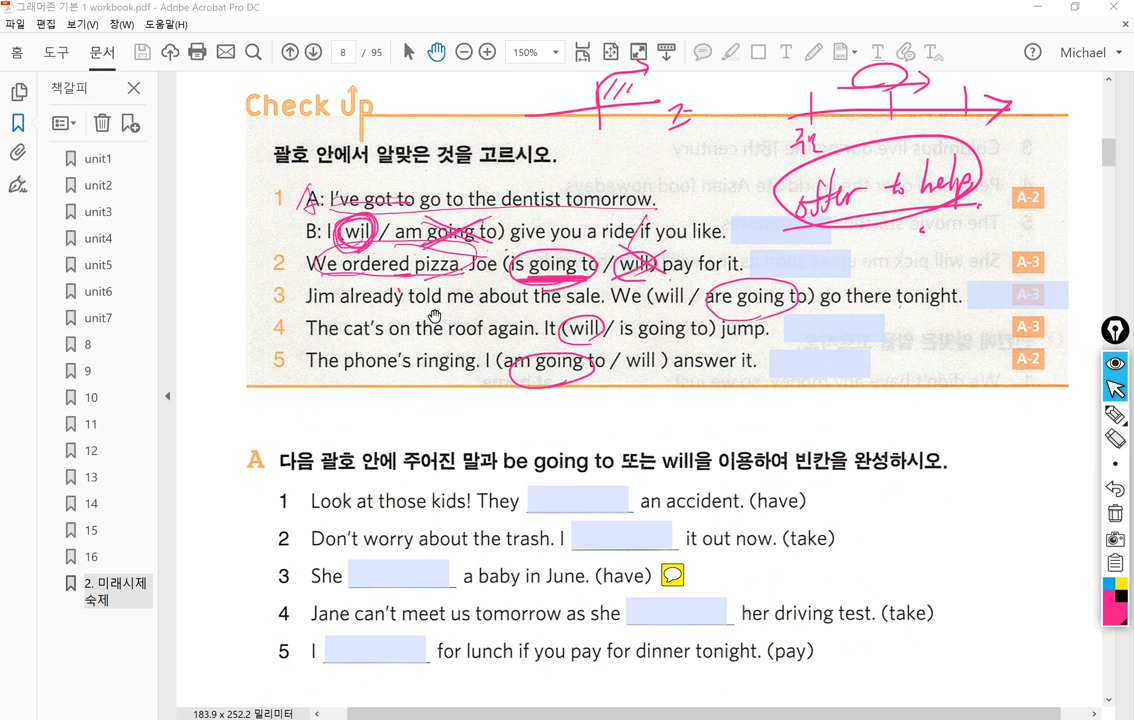 그래머존 기본 1 workbook.pdf - Adobe Acrobat Pro DC
파일 편집 보기(V) 창(W) 도움말(H)
홈 도구 문서 8 / 95 150% Michael
책갈피
unit1
unit2
unit3
unit4
unit5
unit6
unit7
8
9
10
11
12
13
14
15
16
2. 미래시제 숙제
Check Up
괄호 안에서 알맞은 것을 고르시오.
offer to help
1 A: I've got to go to the dentist tomorrow. A-2
B: I (will / am going to) give you a ride if you like.
2 We ordered pizza. Joe (is going to / will) pay for it. A-3
3 Jim already told me about the sale. We (will / are going to) go there tonight. A-3
4 The cat's on the roof again. It (will / is going to) jump. A-3
5 The phone's ringing. I (am going to / will ) answer it. A-2
A 다음 괄호 안에 주어진 말과 be going to 또는 will을 이용하여 빈칸을 완성하시오.
1 Look at those kids! They an accident. (have)
2 Don't worry about the trash. I it out now. (take)
3 She a baby in June. (have)
4 Jane can't meet us tomorrow as she her driving test. (take)
5 I for lunch if you pay for dinner tonight. (pay)
183.9 x 252.2 밀리미터